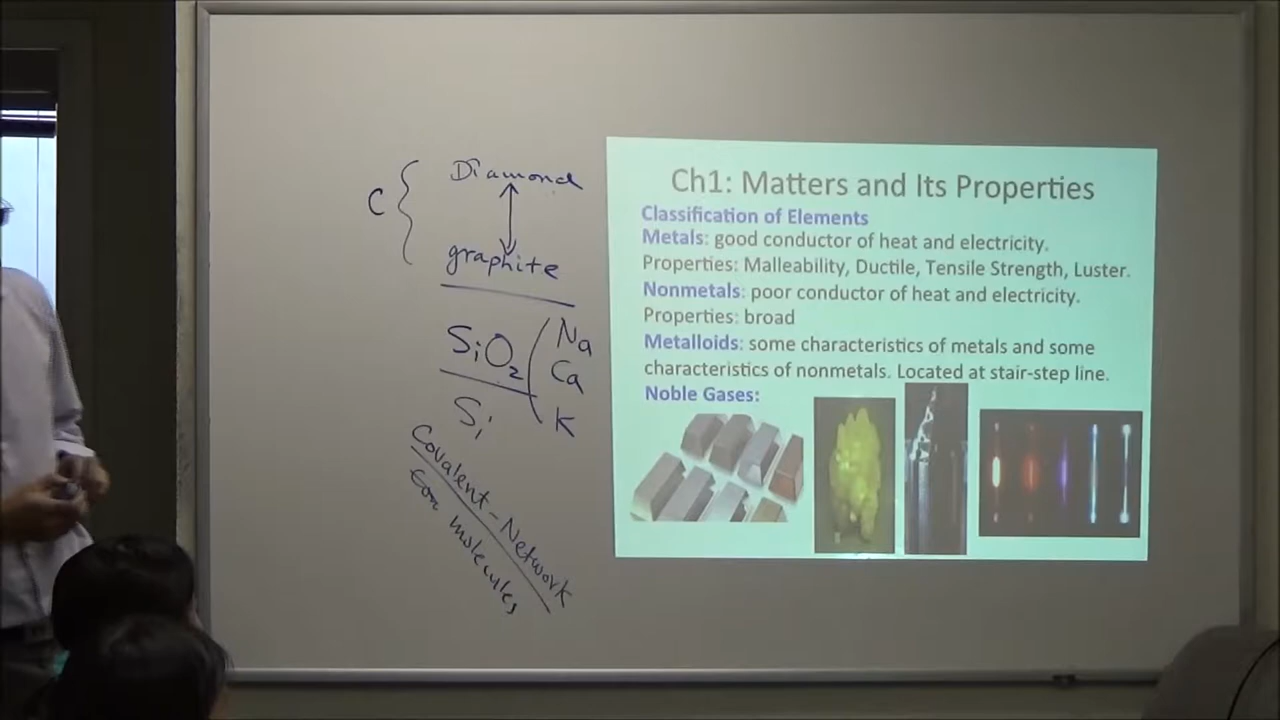 C
Diamond
graphite
SiO2
Na
Ca
K
Si
Covalent-Network
molecules
Ch1: Matters and Its Properties
Classification of Elements
Metals: good conductor of heat and electricity.
Properties: Malleability, Ductile, Tensile Strength, Luster.
Nonmetals: poor conductor of heat and electricity.
Properties: broad
Metalloids: some characteristics of metals and some
characteristics of nonmetals. Located at stair-step line.
Noble Gases: